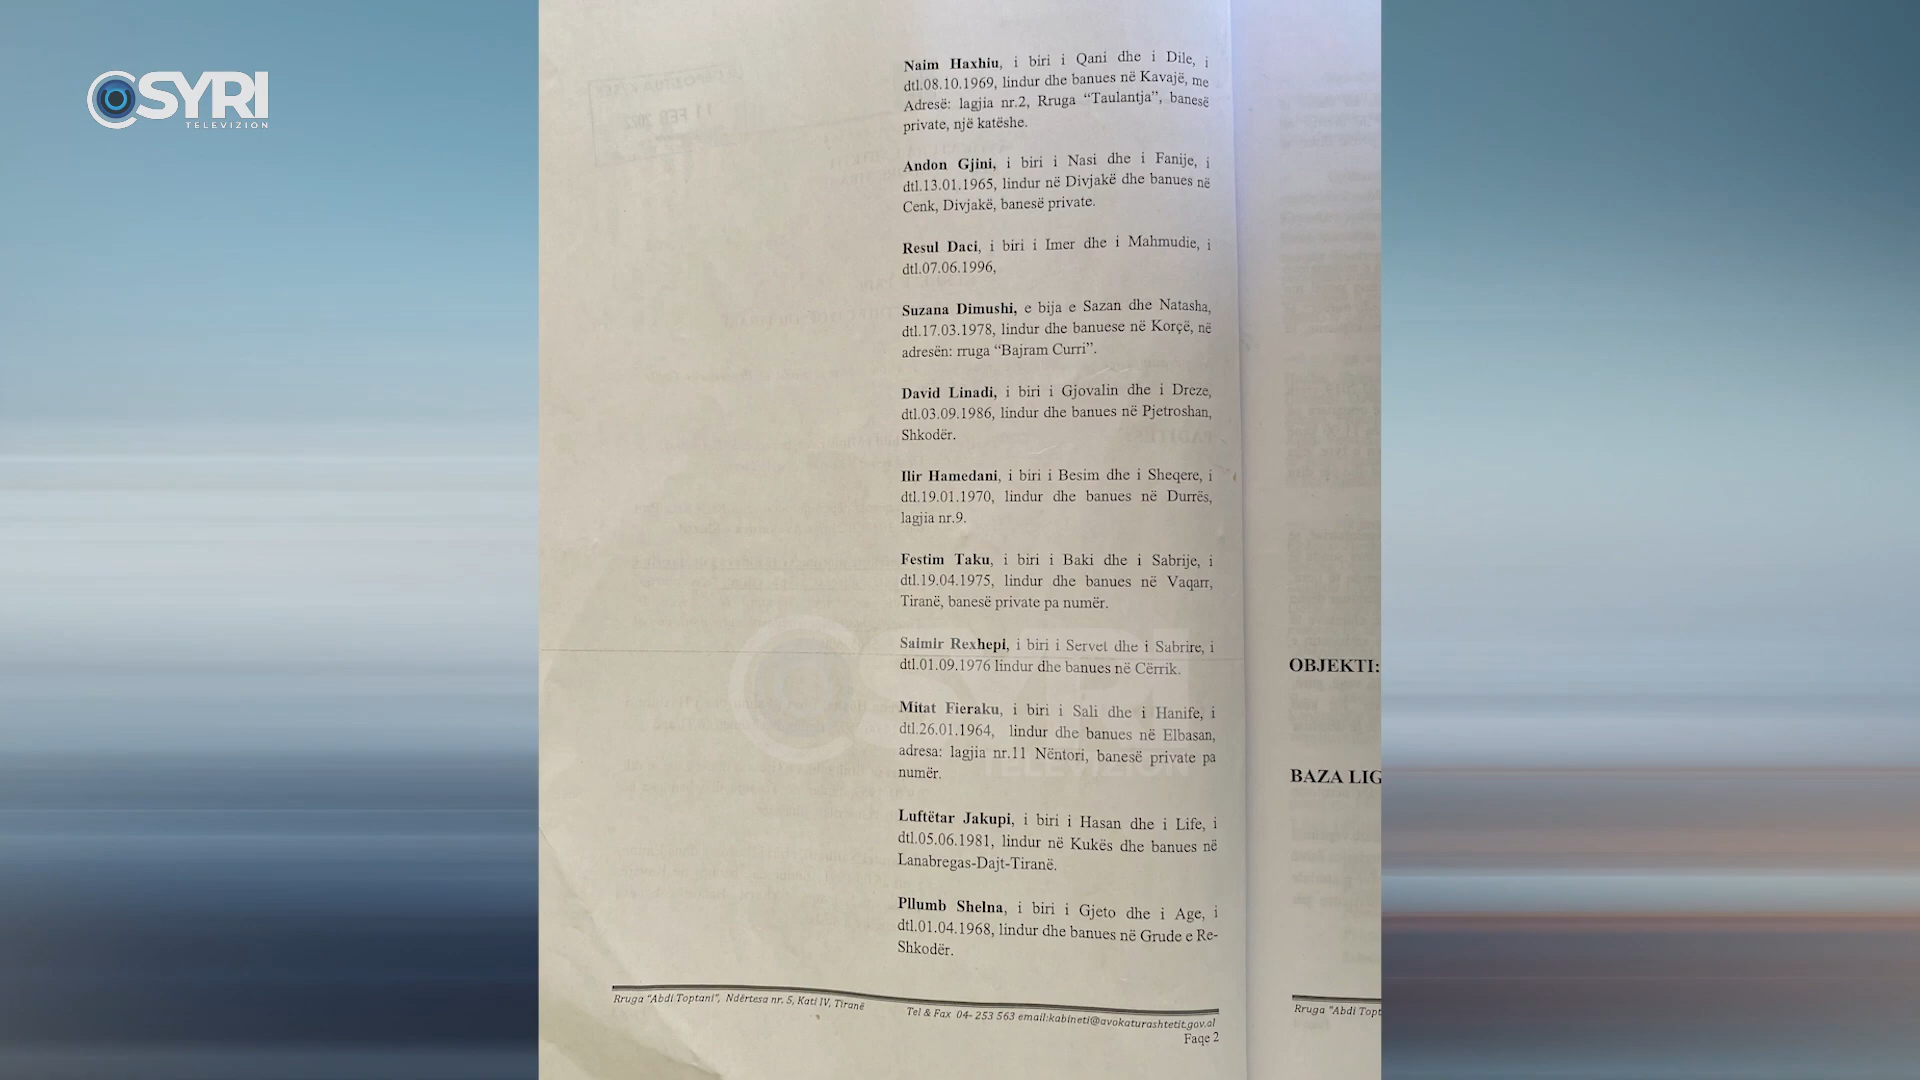 SYRI
TELEVIZION
Naim Haxhiu, i biri i Qani dhe i Dile, i
dtl.08.10.1969, lindur dhe banues në Kavajë, me
Adresë: lagjia nr.2, Rruga “Taulantja”, banesë
private, një katëshe.
Andon Gjini, i biri i Nasi dhe i Fanije, i
dtl.13.01.1965, lindur në Divjakë dhe banues në
Cenk, Divjakë, banesë private.
Resul Daci, i biri i Imer dhe i Mahmudie, i
dtl.07.06.1996,
Suzana Dimushi, e bija e Sazan dhe Natasha,
dtl.17.03.1978, lindur dhe banuese në Korçë, në
adresën: rruga “Bajram Curri”.
David Linadi, i biri i Gjovalin dhe i Dreze,
dtl.03.09.1986, lindur dhe banues në Pjetroshan,
Shkodër.
Ilir Hamedani, i biri i Besim dhe i Sheqere, i
dtl.19.01.1970, lindur dhe banues në Durrës,
lagjia nr.9.
Festim Taku, i biri i Baki dhe i Sabrije, i
dtl.19.04.1975, lindur dhe banues në Vaqarr,
Tiranë, banesë private pa numër.
Saimir Rexhepi, i biri i Servet dhe i Sabrire, i
dtl.01.09.1976 lindur dhe banues në Cërrik.
Mitat Fieraku, i biri i Sali dhe i Hanife, i
dtl.26.01.1964, lindur dhe banues në Elbasan,
adresa: lagjia nr.11 Nëntori, banesë private pa
numër.
Luftëtar Jakupi, i biri i Hasan dhe i Life, i
dtl.05.06.1981, lindur në Kukës dhe banues në
Lanabregas-Dajt-Tiranë.
Pllumb Shelna, i biri i Gjeto dhe i Age, i
dtl.01.04.1968, lindur dhe banues në Grude e Re-
Shkodër.
Rruga “Abdi Toptani”, Ndërtesa nr. 5, Kati IV, Tiranë
Tel & Fax 04- 253 563 email:kabineti@avokaturashtetit.gov.al
Faqe 2
OBJEKTI:
BAZA LIG
Rruga “Abdi Topt
SYRI
TELEVIZION